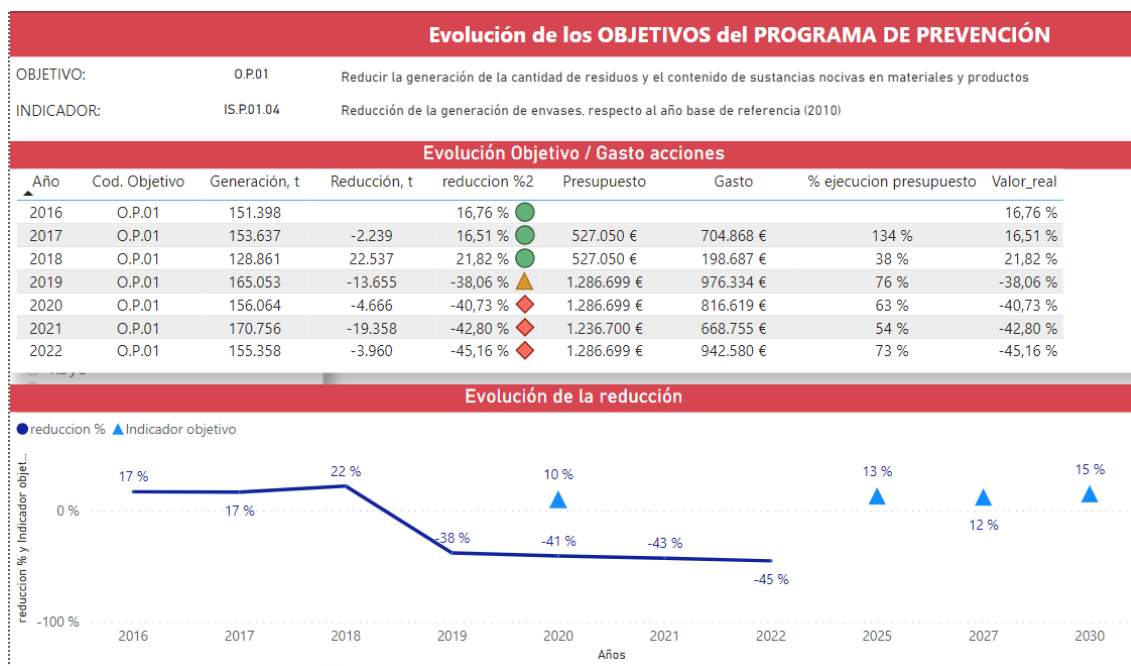 Evolución de los OBJETIVOS del PROGRAMA DE PREVENCIÓN
OBJETIVO: O.P.01 Reducir la generación de la cantidad de residuos y el contenido de sustancias nocivas en materiales y productos
INDICADOR: IS.P.01.04 Reducción de la generación de envases, respecto al año base de referencia (2010)
Evolución Objetivo / Gasto acciones
Año Cod. Objetivo Generación, t Reducción, t reduccion %2 Presupuesto Gasto % ejecucion presupuesto Valor_real
2016 O.P.01 151.398 16,76 % 16,76 %
2017 O.P.01 153.637 -2.239 16,51 % 527.050 € 704.868 € 134 % 16,51 %
2018 O.P.01 128.861 22.537 21,82 % 527.050 € 198.687 € 38 % 21,82 %
2019 O.P.01 165.053 -13.655 -38,06 % 1.286.699 € 976.334 € 76 % -38,06 %
2020 O.P.01 156.064 -4.666 -40,73 % 1.286.699 € 816.619 € 63 % -40,73 %
2021 O.P.01 170.756 -19.358 -42,80 % 1.236.700 € 668.755 € 54 % -42,80 %
2022 O.P.01 155.358 -3.960 -45,16 % 1.286.699 € 942.580 € 73 % -45,16 %
Evolución de la reducción
reduccion % Indicador objetivo
reduccion % y Indicador objet...
17 % 17 % 22 % -38 % -41 % -43 % -45 %
10 % 13 % 12 % 15 %
0 %
-100 %
2016 2017 2018 2019 2020 2021 2022 2025 2027 2030
Años